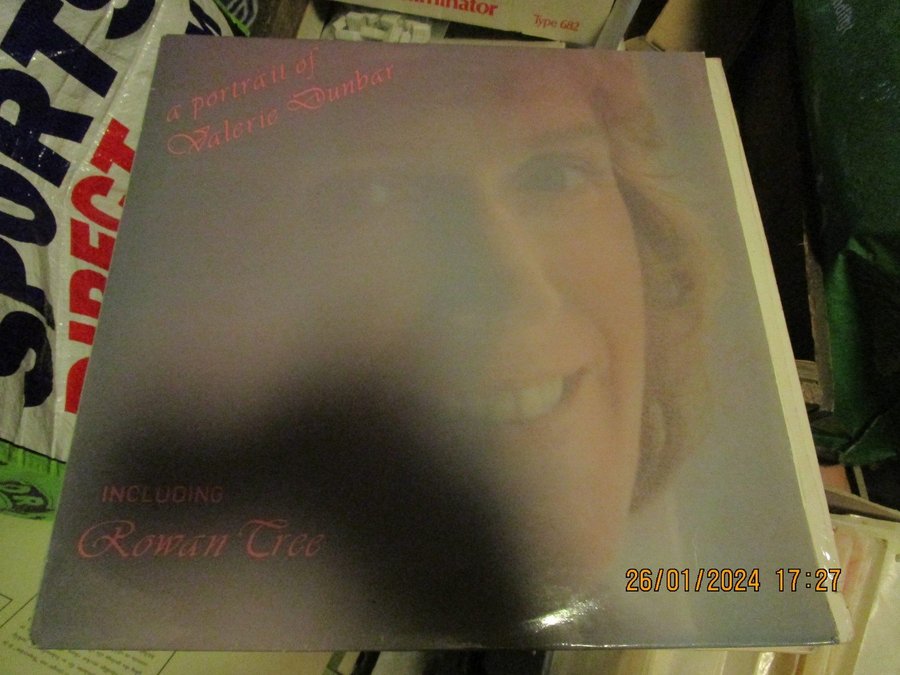 a portrait of
Valerie Dunbar
INCLUDING
Rowan Tree
26/01/2024 17:27
SPORTS
DIRECT
minator
Type 682